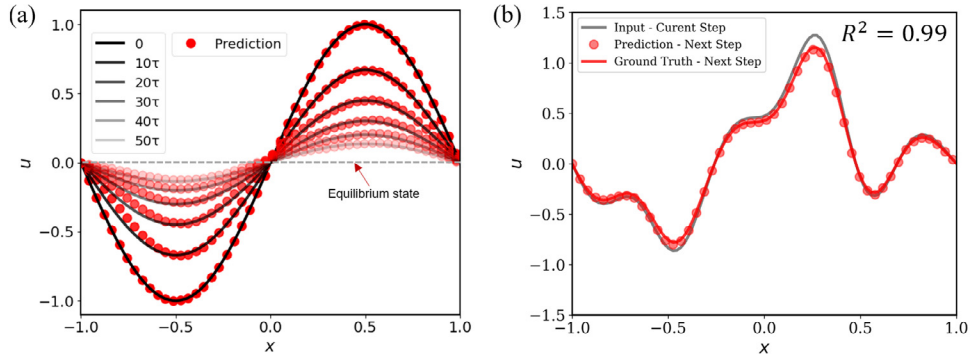 (a)
0
10τ
20τ
30τ
40τ
50τ
Prediction
Equilibrium state
u
1.0
0.5
0.0
−0.5
−1.0
−1.0 −0.5 0.0 0.5 1.0
x
(b)
Input - Curent Step
Prediction - Next Step
Ground Truth - Next Step
R² = 0.99
u
1.5
1.0
0.5
0.0
−0.5
−1.0
−1.5
−1.0 −0.5 0.0 0.5 1.0
x